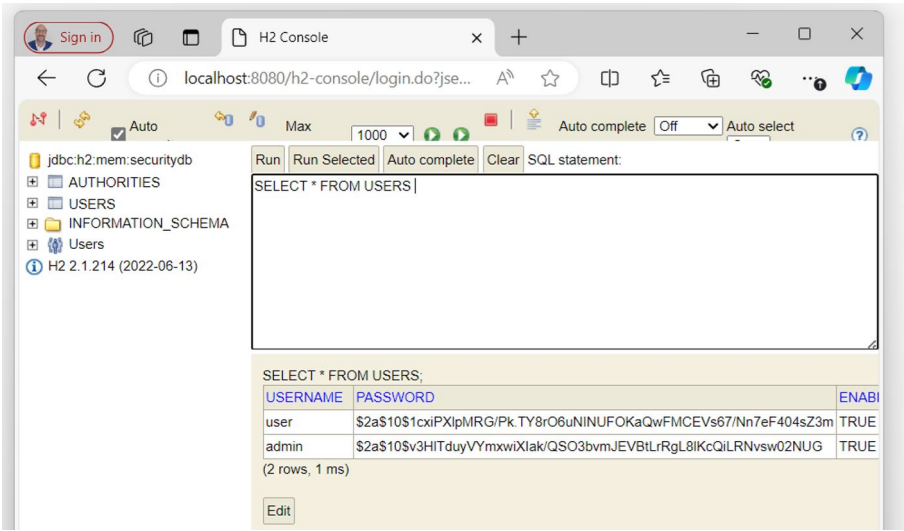 Sign in
H2 Console
localhost:8080/h2-console/login.do?jse...
Auto
Max
1000
Auto complete Off
Auto select
jdbc:h2:mem:securitydb
AUTHORITIES
USERS
INFORMATION_SCHEMA
Users
H2 2.1.214 (2022-06-13)
Run Run Selected Auto complete Clear SQL statement:
SELECT * FROM USERS
SELECT * FROM USERS;
USERNAME PASSWORD ENABI
user $2a$10$1cxiPXlpMRG/Pk.TY8rO6uNINUFOKaQwFMCEVs67/Nn7eF404sZ3m TRUE
admin $2a$10$v3HITduyVYmxwiXIak/QSO3bvmJEVBtLrRgL8lKcQiLRNvsw02NUG TRUE
(2 rows, 1 ms)
Edit